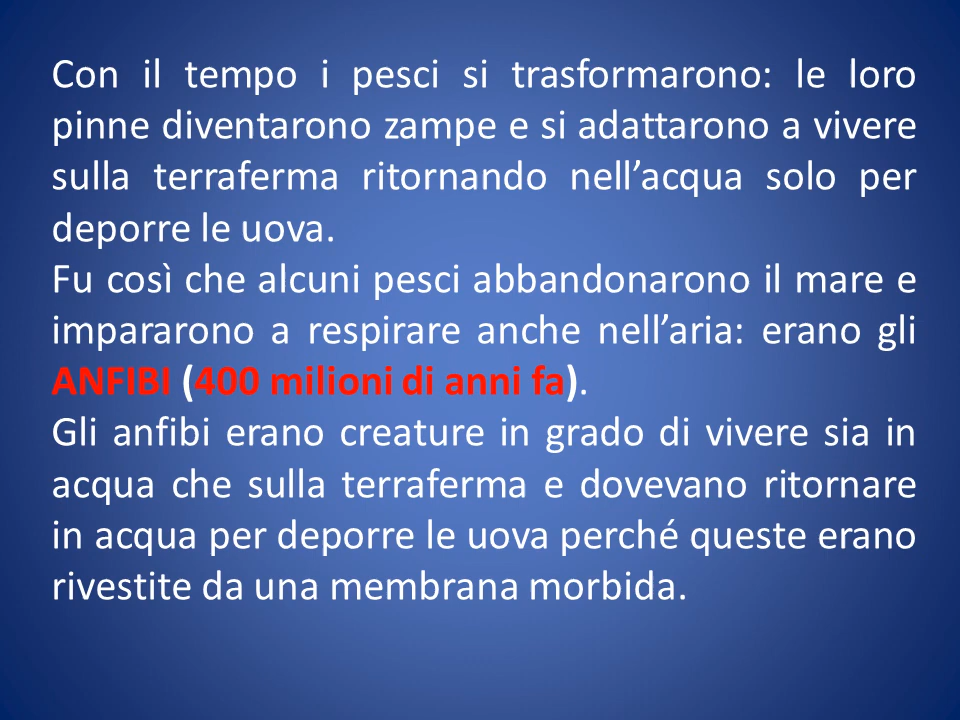 Con il tempo i pesci si trasformarono: le loro
pinne diventarono zampe e si adattarono a vivere
sulla terraferma ritornando nell’acqua solo per
deporre le uova.
Fu così che alcuni pesci abbandonarono il mare e
impararono a respirare anche nell’aria: erano gli
ANFIBI (400 milioni di anni fa).
Gli anfibi erano creature in grado di vivere sia in
acqua che sulla terraferma e dovevano ritornare
in acqua per deporre le uova perché queste erano
rivestite da una membrana morbida.